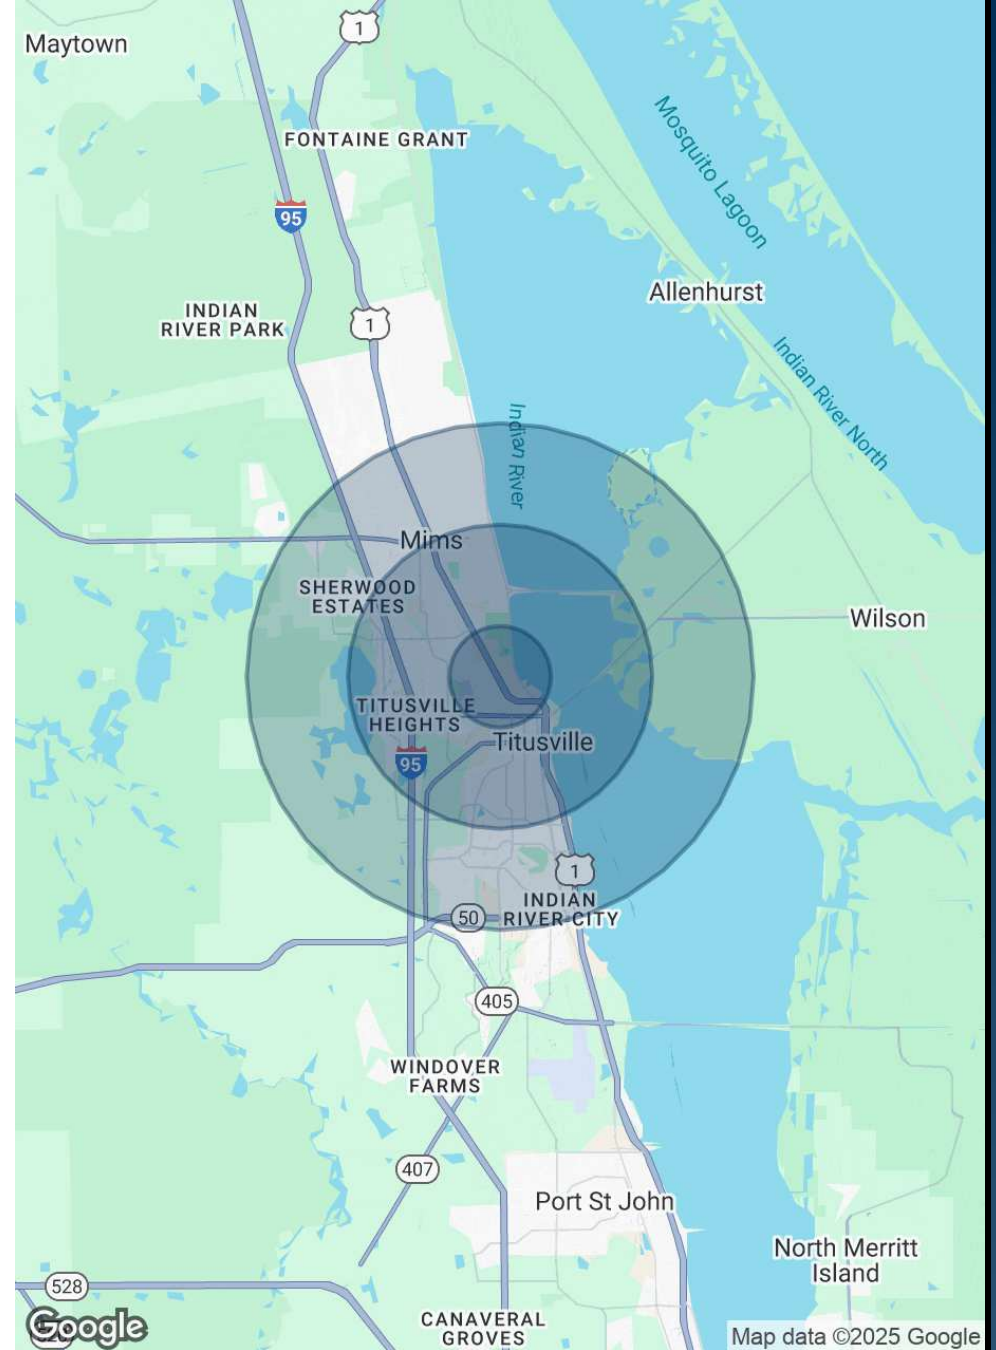 1
Maytown
FONTAINE GRANT
Mosquito Lagoon
95
Allenhurst
INDIAN
RIVER PARK
1
Indian River North
Indian River
Mims
SHERWOOD
ESTATES
Wilson
TITUSVILLE
HEIGHTS
Titusville
95
1
INDIAN
RIVER CITY
50
405
WINDOVER
FARMS
407
Port St John
North Merritt
Island
528
CANAVERAL
GROVES
Google
Map data ©2025 Google